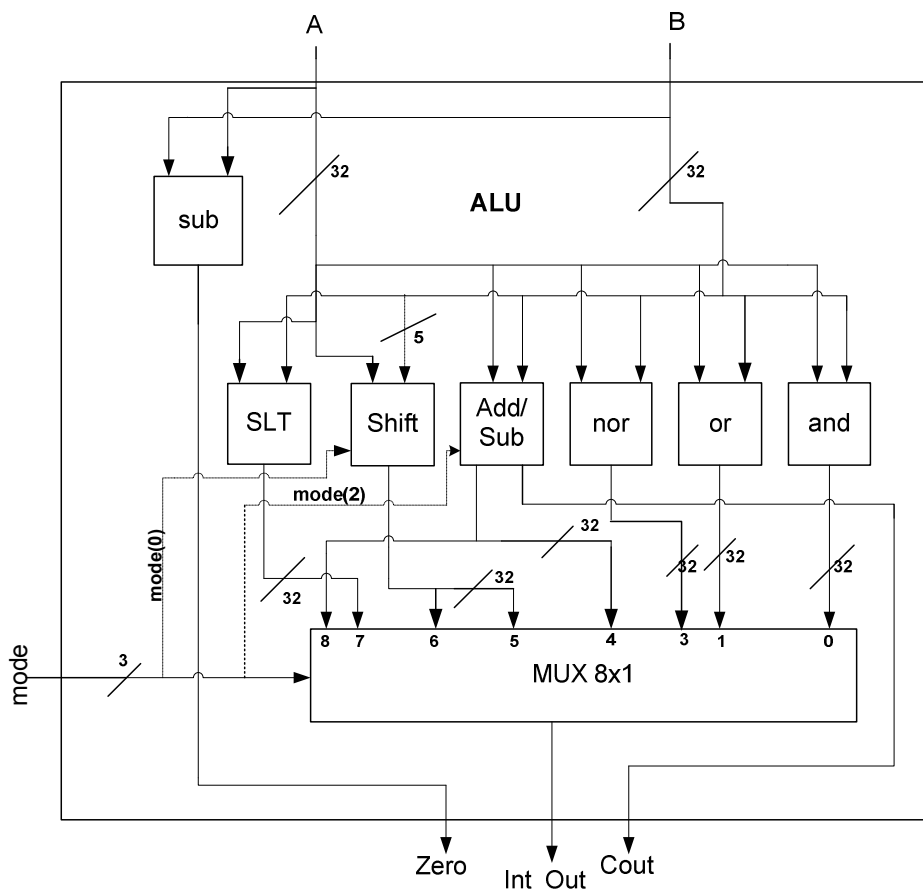 A
B
32
32
ALU
sub
5
SLT
Shift
Add/
Sub
nor
or
and
mode(2)
mode(0)
32
32
32
32
32
32
8 7 6 5 4 3 1 0
MUX 8x1
3
mode
Zero
Int Out
Cout